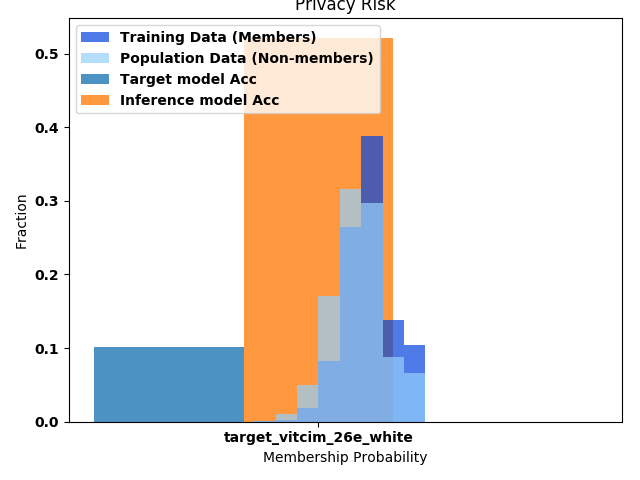 Privacy Risk
Training Data (Members)
Population Data (Non-members)
Target model Acc
Inference model Acc
0.5
0.4
0.3
0.2
0.1
0.0
Fraction
target_vitcim_26e_white
Membership Probability